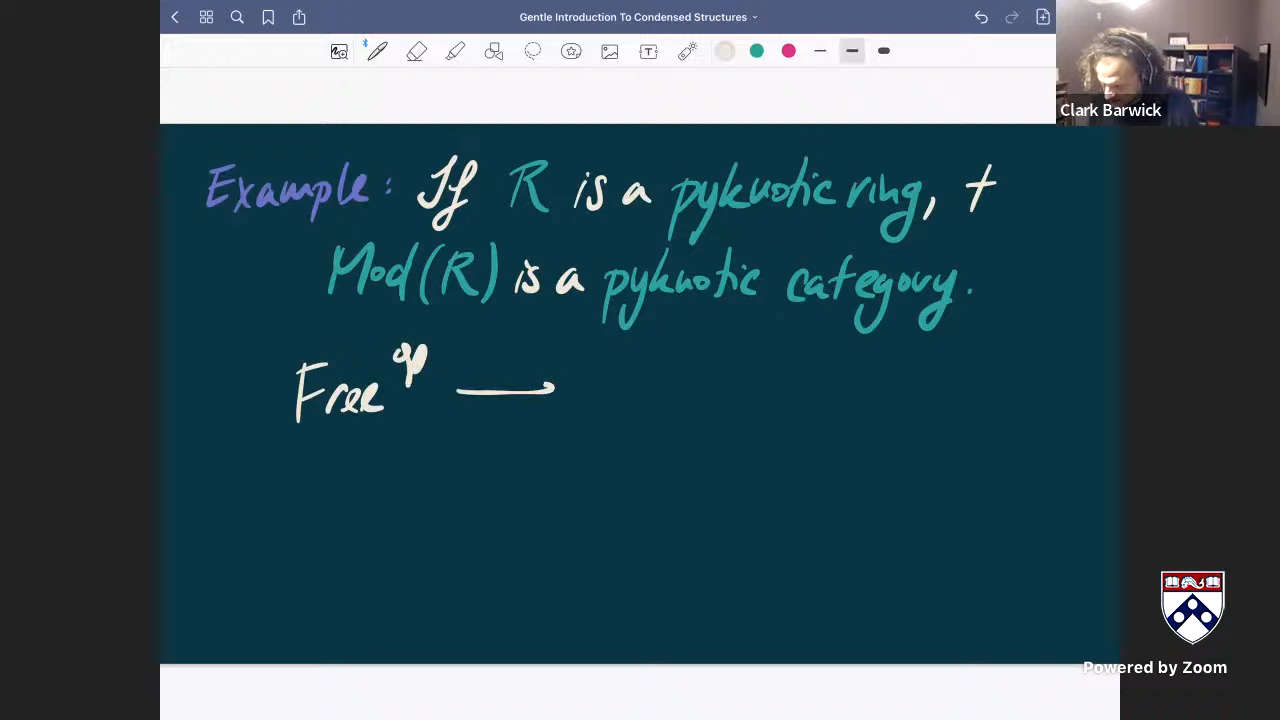 Gentle Introduction To Condensed Structures
Clark Barwick
Example: If R is a pyknotic ring, t
Mod(R) is a pyknotic category.
Free^op ⟶
Powered by Zoom